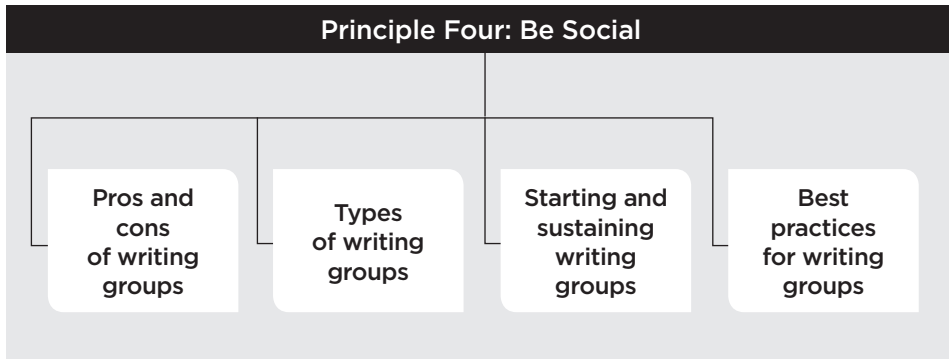 Principle Four: Be Social
Pros and
cons
of writing
groups
Types
of writing
groups
Starting and
sustaining
writing
groups
Best
practices
for writing
groups